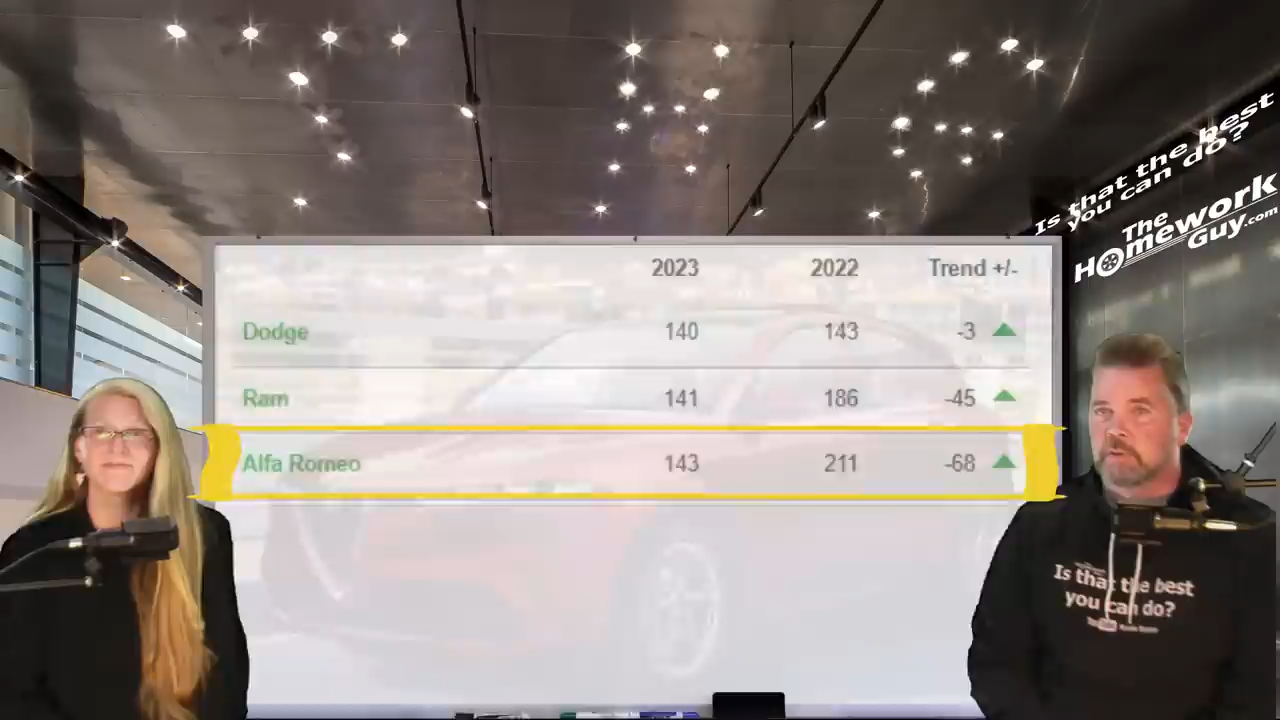 Is that the best
you can do?
The
Homework
Guy.com
2023 2022 Trend +/-
Dodge 140 143 -3
Ram 141 186 -45
Alfa Romeo 143 211 -68
Is that the best
you can do?